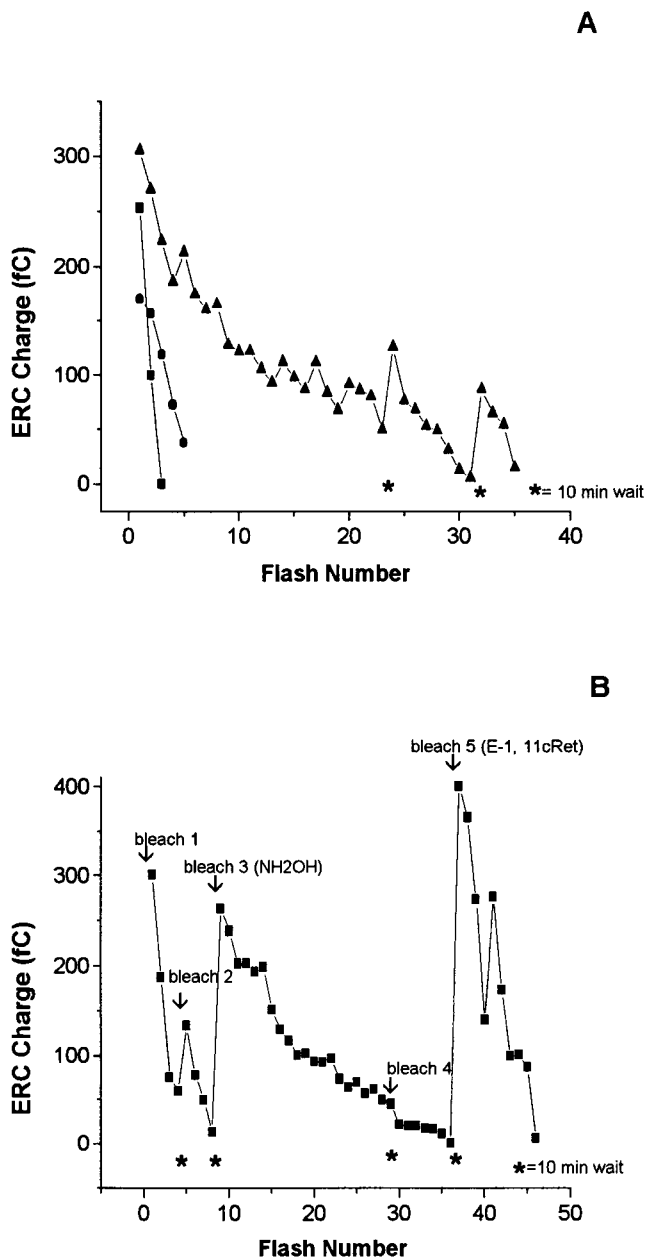 A
ERC Charge (fC)
300
200
100
0
*
*
*= 10 min wait
0
10
20
30
40
Flash Number
B
bleach 5 (E-1, 11cRet)
ERC Charge (fC)
400
bleach 1
bleach 3 (NH2OH)
300
bleach 2
200
100
bleach 4
0
*
*
*
*
*=10 min wait
0
10
20
30
40
50
Flash Number